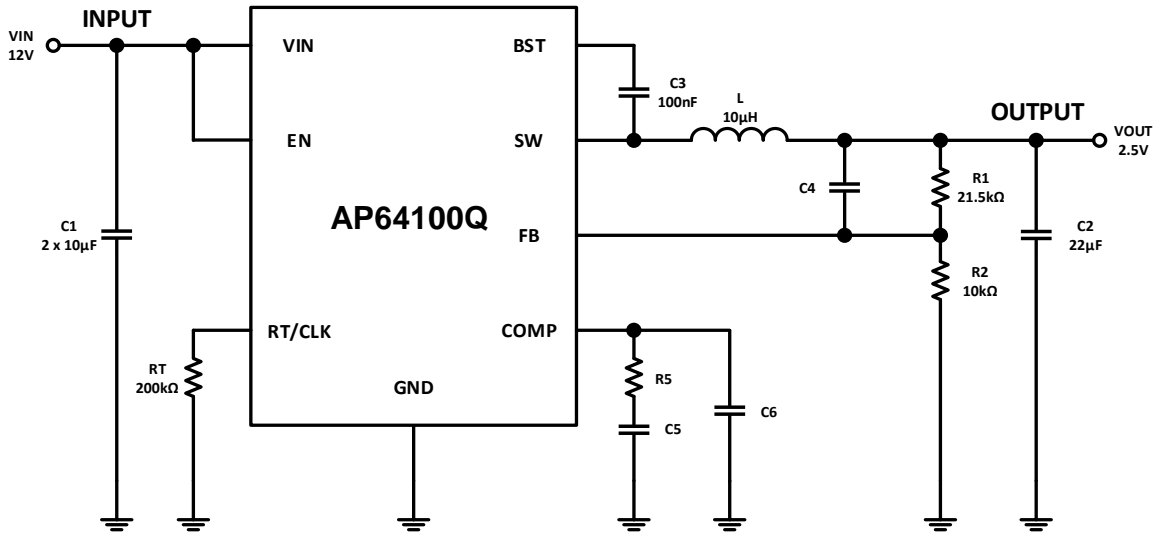 INPUT
VIN
12V
VIN
BST
C3
100nF
L
10µH
OUTPUT
VOUT
2.5V
EN
SW
C4
R1
21.5kΩ
AP64100Q
C1
2 x 10µF
FB
C2
22µF
R2
10kΩ
RT/CLK
COMP
RT
200kΩ
GND
R5
C5
C6